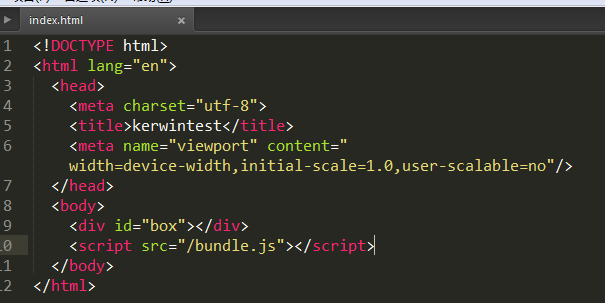 index.html
1 <!DOCTYPE html>
2 <html lang="en">
3 <head>
4 <meta charset="utf-8">
5 <title>kerwintest</title>
6 <meta name="viewport" content="
width=device-width,initial-scale=1.0,user-scalable=no"/>
7 </head>
8 <body>
9 <div id="box"></div>
10 <script src="/bundle.js"></script>
11 </body>
12 </html>